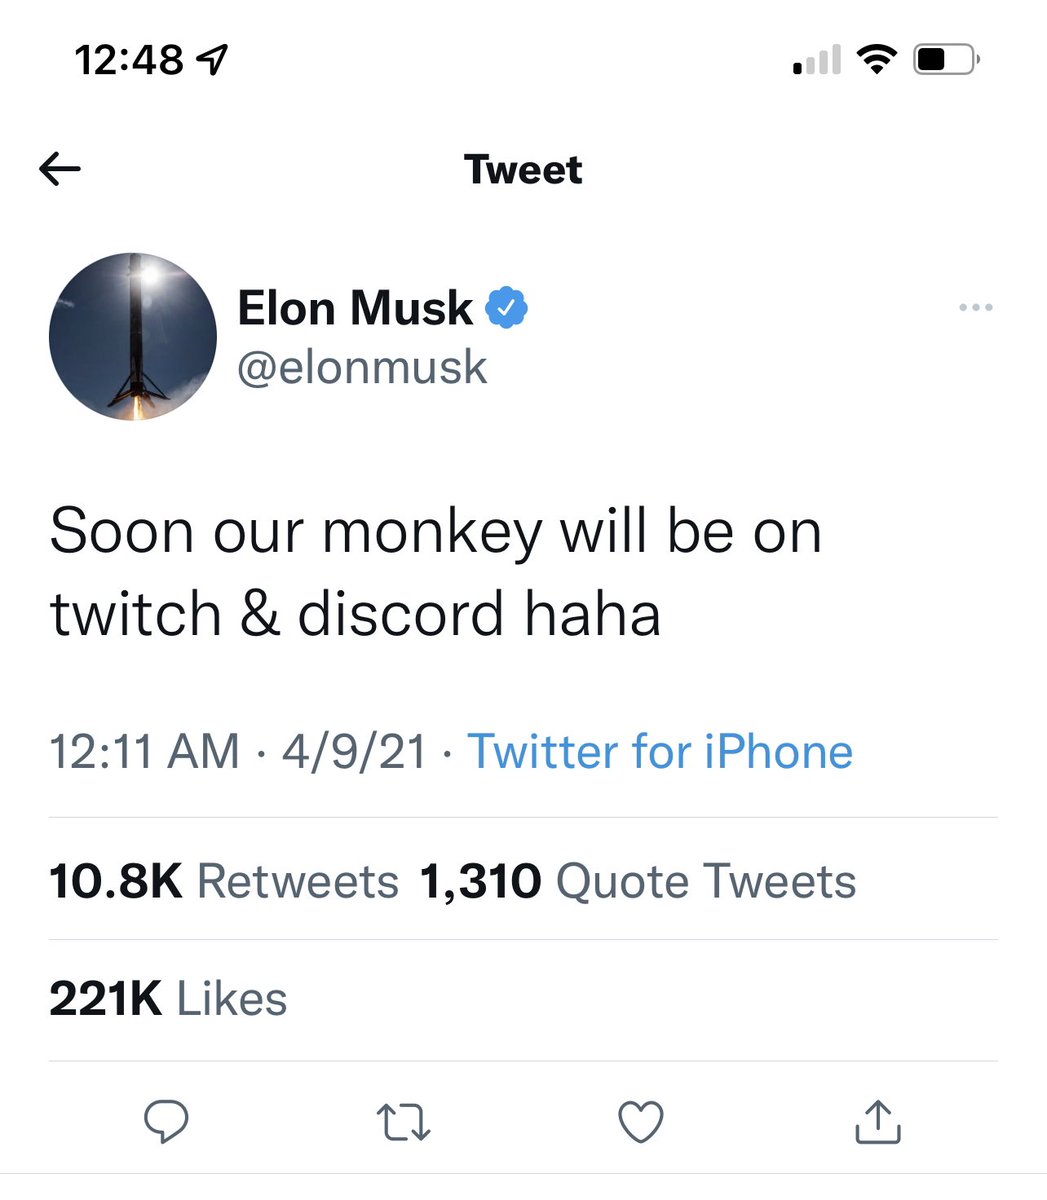 12:48
Tweet
Elon Musk
@elonmusk
Soon our monkey will be on
twitch & discord haha
12:11 AM · 4/9/21 · Twitter for iPhone
10.8K Retweets 1,310 Quote Tweets
221K Likes